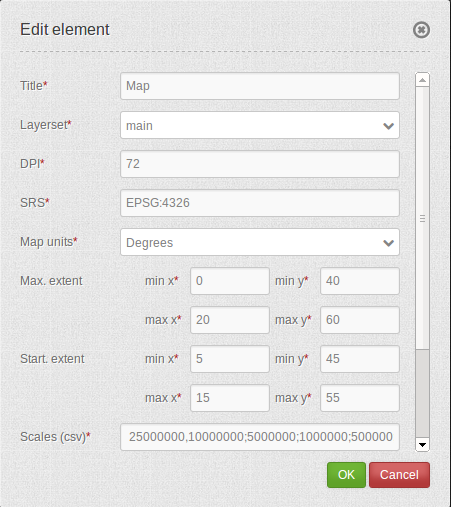 Edit element
Title* Map
Layerset* main
DPI* 72
SRS* EPSG:4326
Map units* Degrees
Max. extent min x* 0 min y* 40
max x* 20 max y* 60
Start. extent min x* 5 min y* 45
max x* 15 max y* 55
Scales (csv)* 25000000,10000000;5000000;1000000;500000
OK Cancel